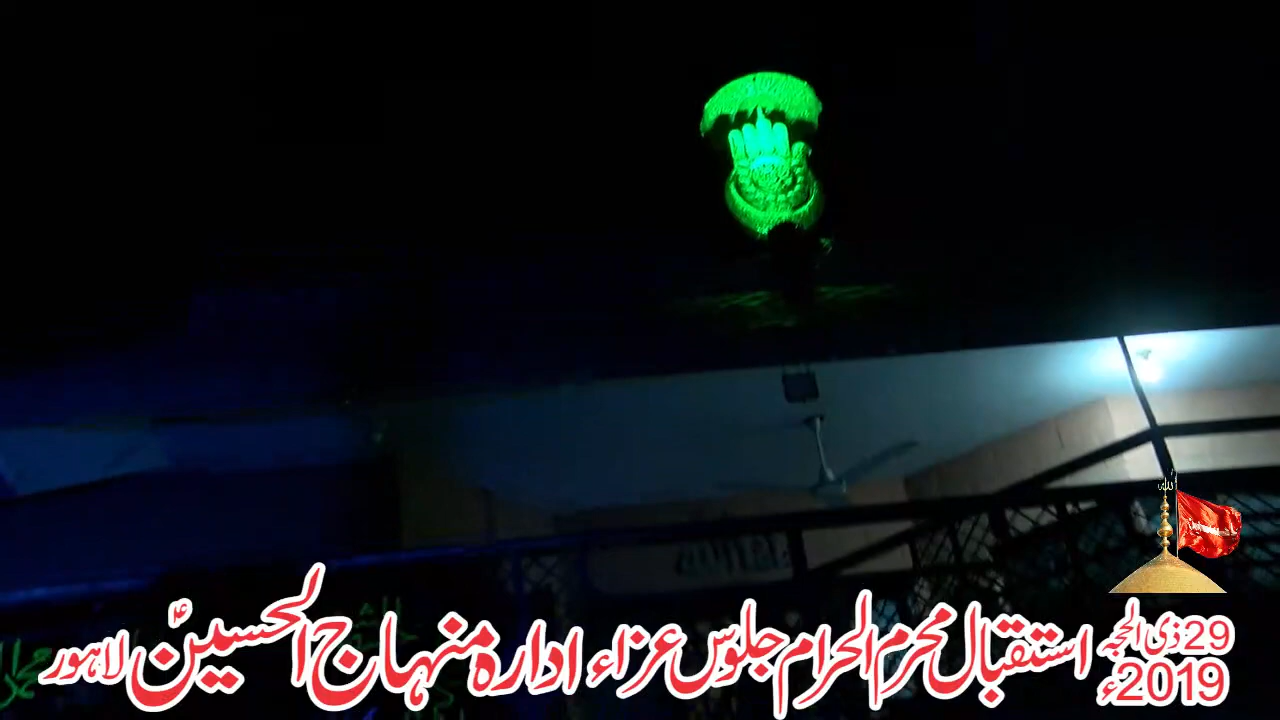 29 ذی الحجہ
2019ء
استقبال محرم الحرام جلوس عزاء ادارہ منہاج الحسینؑ لاہور